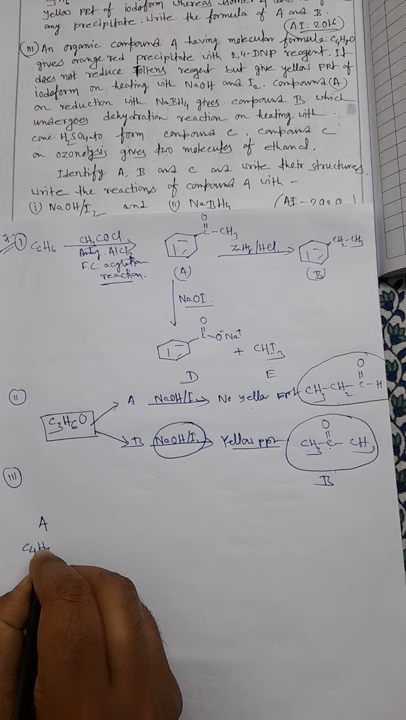 yellow ppt of iodoform whereas isomer
any precipitate. Write the formula of A and B.
(AI. 2016)
(iii) An organic compound A having molecular formula C4H8O
gives orange red precipitate with 2,4-DNP reagent. It
does not reduce Tollens reagent but give yellow ppt of
iodoform on heating with NaOH and I2. compound (A)
on reduction with NaBH4 gives compound B which
undergoes dehydration reaction on heating with
conc. H2SO4 to form compound C. compound C
on ozonolysis gives two molecules of ethanal.
Identify A, B and C and write their structures.
Write the reactions of compound A with -
(i) NaOH/I2 and (ii) NaBH4 (AI-2020)
(i) C6H6 CH3COCl
Anhy. AlCl3
F.C acylation
reaction.
O
C-CH3
(A)
Zn Hg/HCl
CH2-CH3
(B)
NaOI
O
C-O-Na+
+ CHI3
D E
(ii) C3H6O
A NaOH/I2 No yellow ppt
CH3-CH2-C-H
O
B NaOH/I2 Yellow ppt
O
CH3-C-CH3
B
(iii)
A
C4H